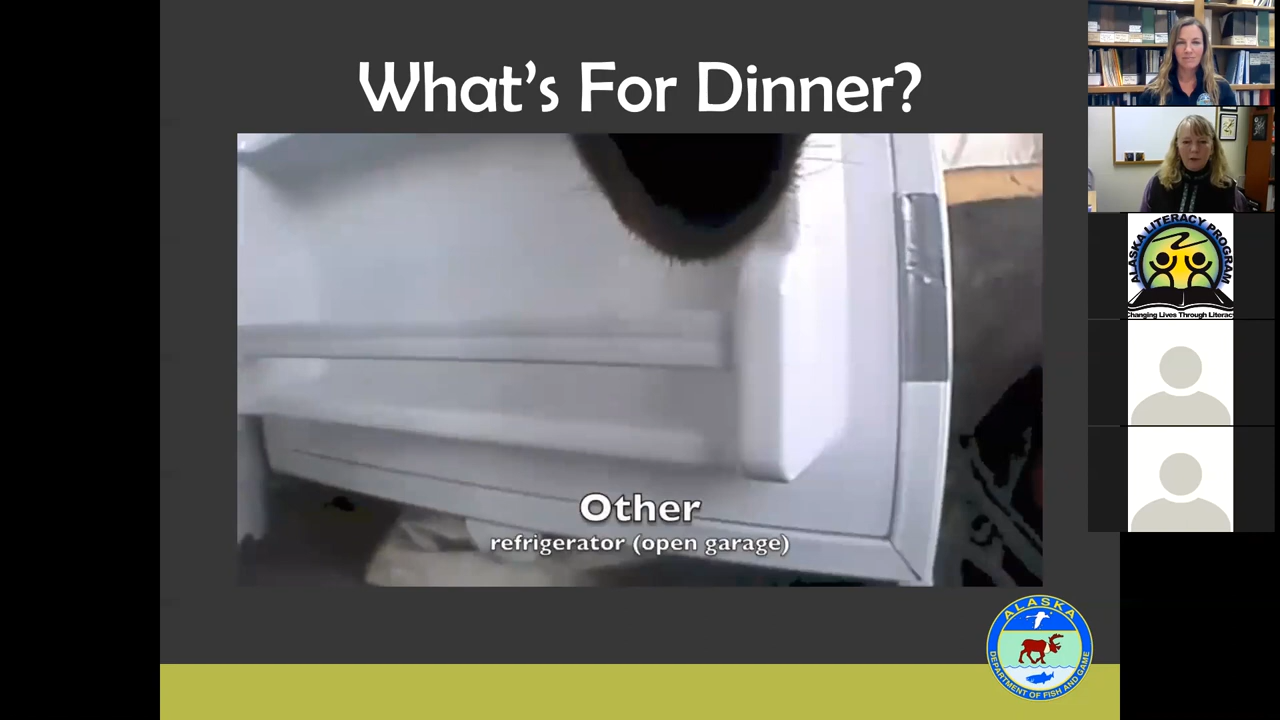 What's For Dinner?
Other
refrigerator (open garage)
ALASKA
DEPARTMENT OF FISH AND GAME
ALASKA LITERACY PROGRAM
Changing Lives Through Literac